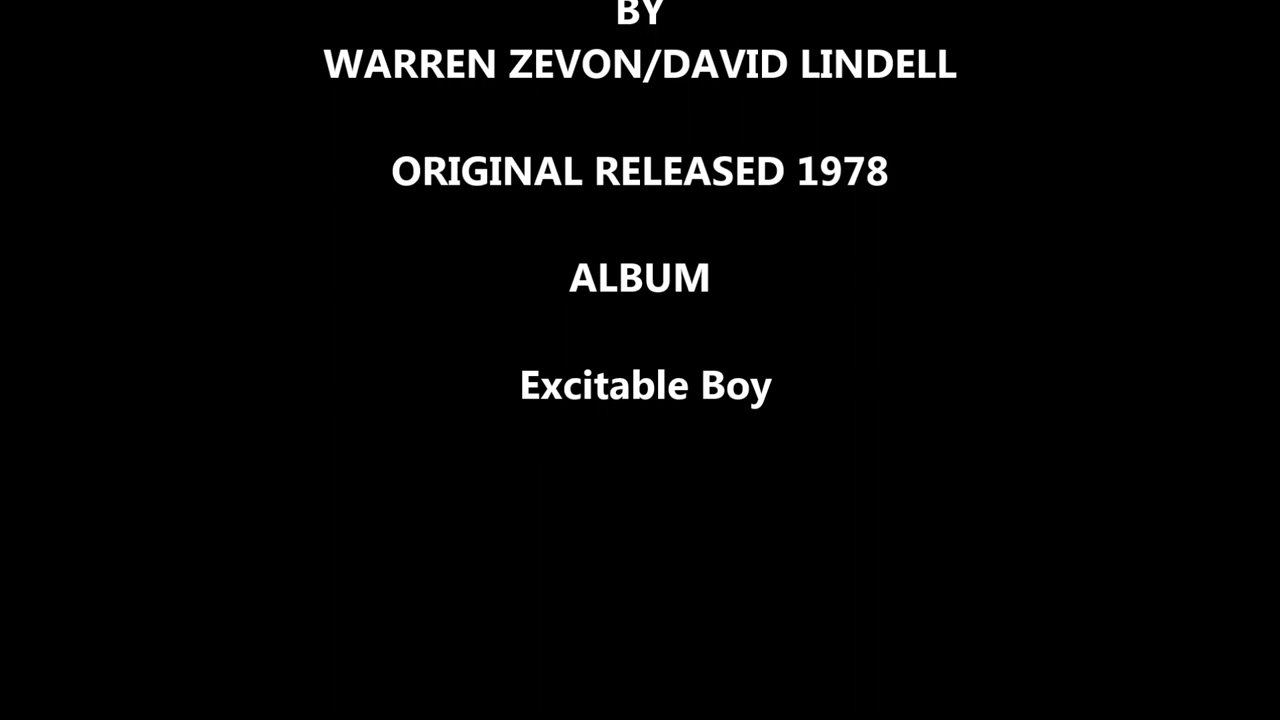 BY
WARREN ZEVON/DAVID LINDELL
ORIGINAL RELEASED 1978
ALBUM
Excitable Boy